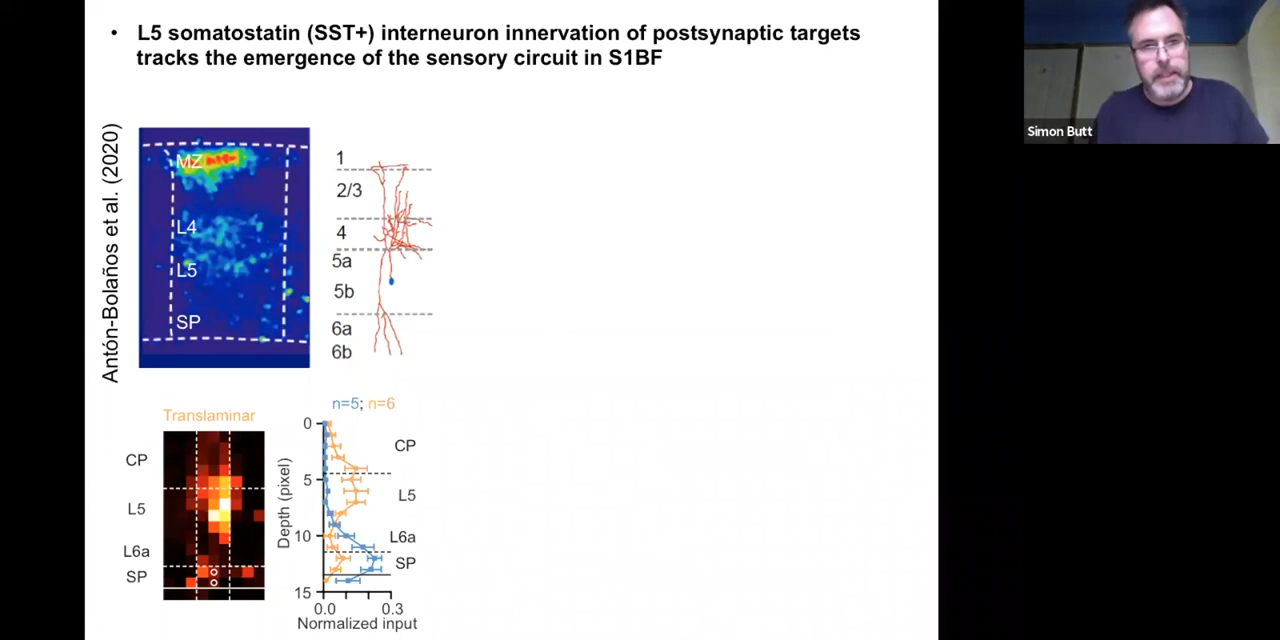 • L5 somatostatin (SST+) interneuron innervation of postsynaptic targets
tracks the emergence of the sensory circuit in S1BF
Simon Butt
Antón-Bolaños et al. (2020)
MZ
L4
L5
SP
1
2/3
4
5a
5b
6a
6b
Translaminar
CP
L5
L6a
SP
n=5; n=6
0
5
10
15
Depth (pixel)
CP
L5
L6a
SP
0.0 0.3
Normalized input